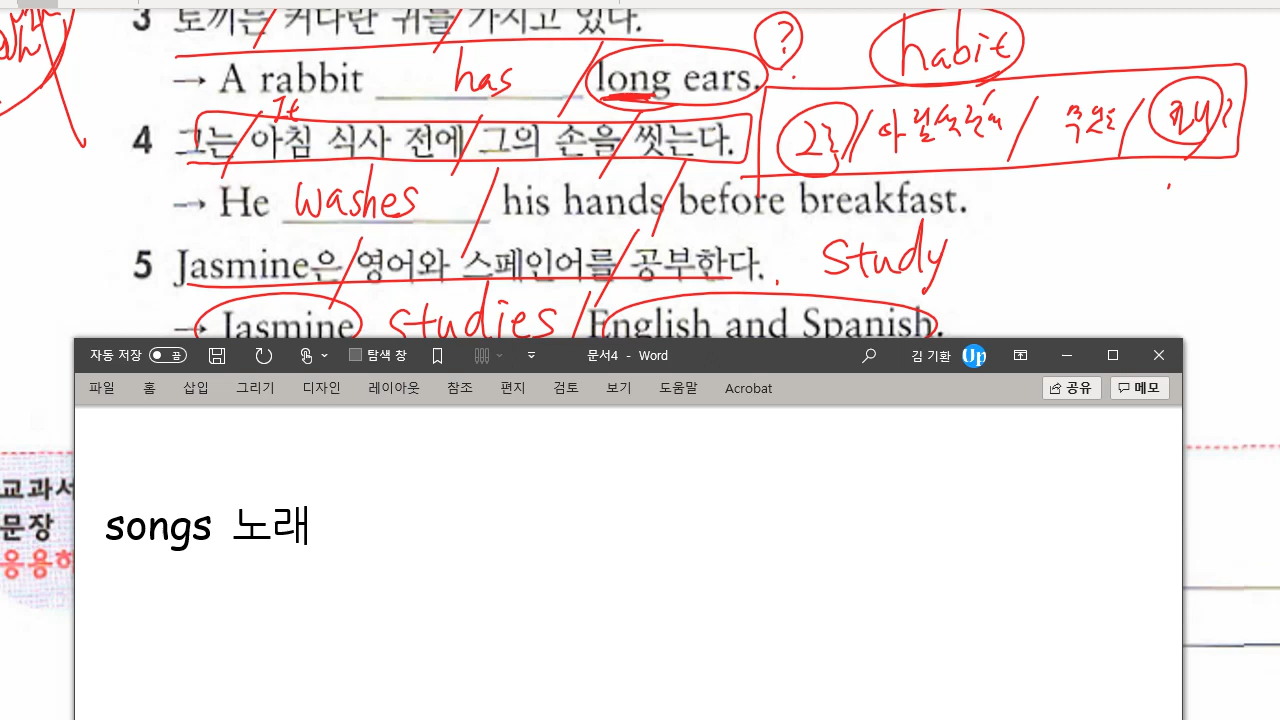 3 토끼는 커다란 귀를 가지고 있다.
→ A rabbit has long ears. ? habit
It
4 그는 아침 식사 전에 그의 손을 씻는다.
→ He washes his hands before breakfast.
5 Jasmine은 영어와 스페인어를 공부한다. study
→ Jasmine studies English and Spanish.
자동 저장 끔 탐색 창 문서4 - Word 김 기환 Up
파일 홈 삽입 그리기 디자인 레이아웃 참조 편지 검토 보기 도움말 Acrobat 공유 메모
교과서
문장
songs 노래
응용하